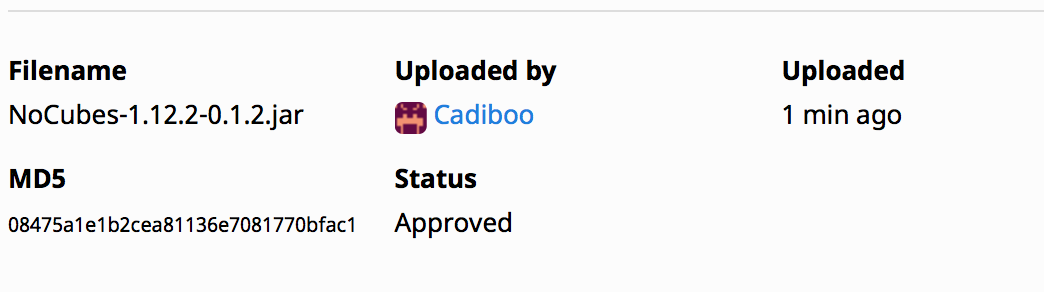 Filename Uploaded by Uploaded
NoCubes-1.12.2-0.1.2.jar Cadiboo 1 min ago
MD5 Status
08475a1e1b2cea81136e7081770bfac1 Approved